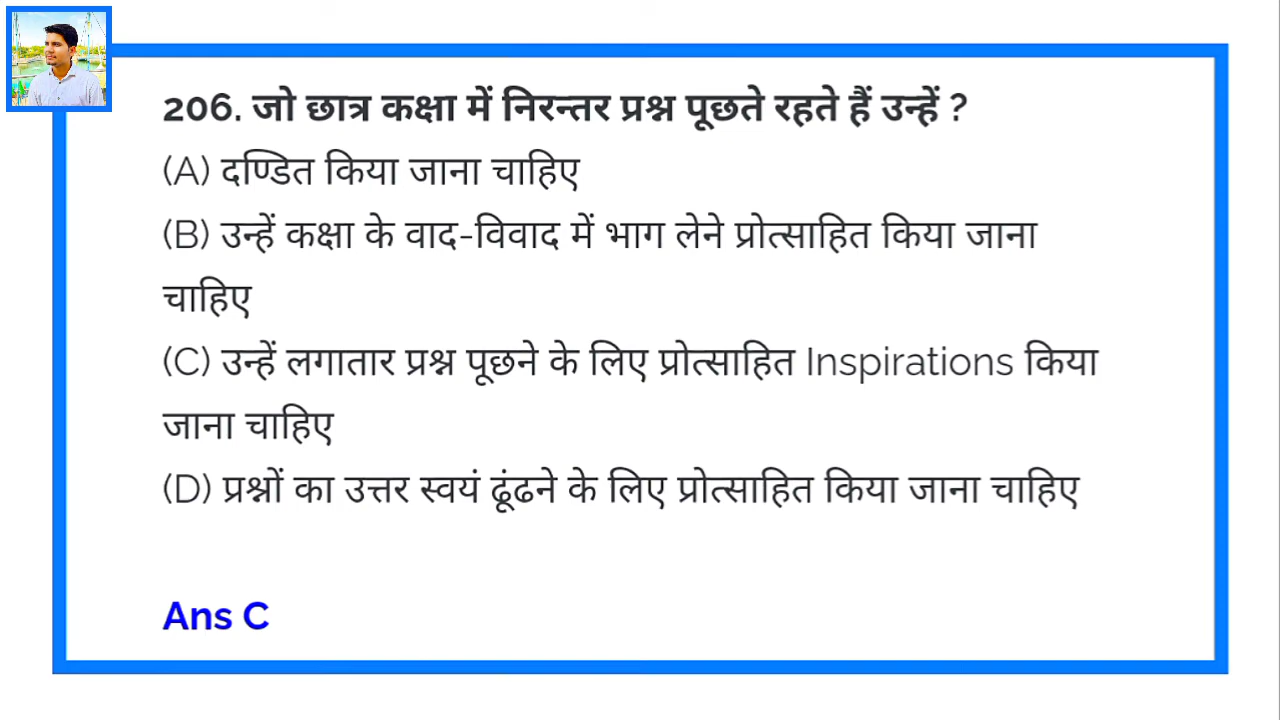 206. जो छात्र कक्षा में निरन्तर प्रश्न पूछते रहते हैं उन्हें ?
(A) दण्डित किया जाना चाहिए
(B) उन्हें कक्षा के वाद-विवाद में भाग लेने प्रोत्साहित किया जाना
चाहिए
(C) उन्हें लगातार प्रश्न पूछने के लिए प्रोत्साहित Inspirations किया
जाना चाहिए
(D) प्रश्नों का उत्तर स्वयं ढूंढने के लिए प्रोत्साहित किया जाना चाहिए
Ans C